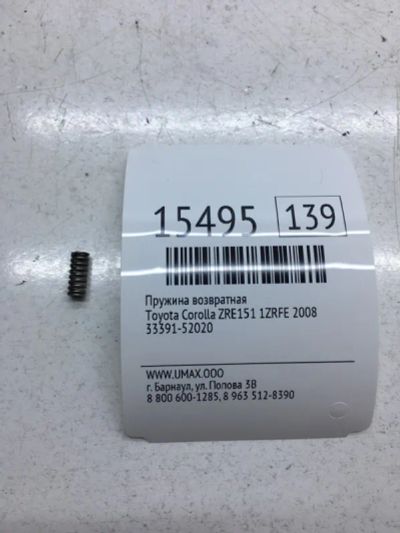 15495 139
Пружина возвратная
Toyota Corolla ZRE151 1ZRFE 2008
33391-52020
WWW.UMAX.OOO
г. Барнаул, ул. Попова 3В
8 800 600-1285, 8 963 512-8390